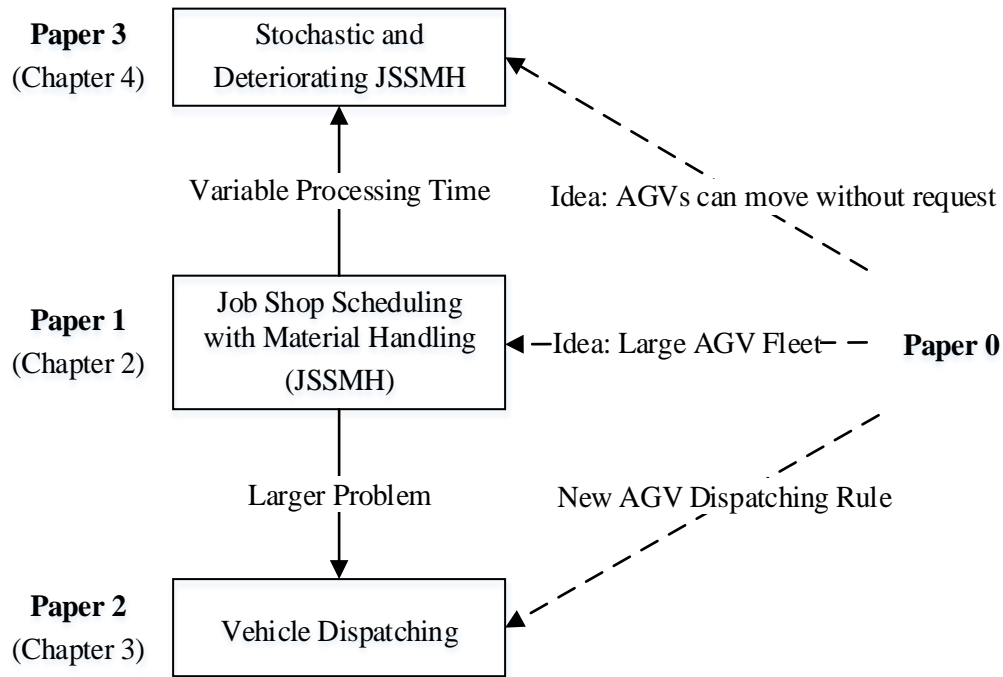 Paper 3
(Chapter 4)
Stochastic and
Deteriorating JSSMH
Variable Processing Time
Idea: AGVs can move without request
Paper 1
(Chapter 2)
Job Shop Scheduling
with Material Handling
(JSSMH)
Idea: Large AGV Fleet
Paper 0
Larger Problem
New AGV Dispatching Rule
Paper 2
(Chapter 3)
Vehicle Dispatching